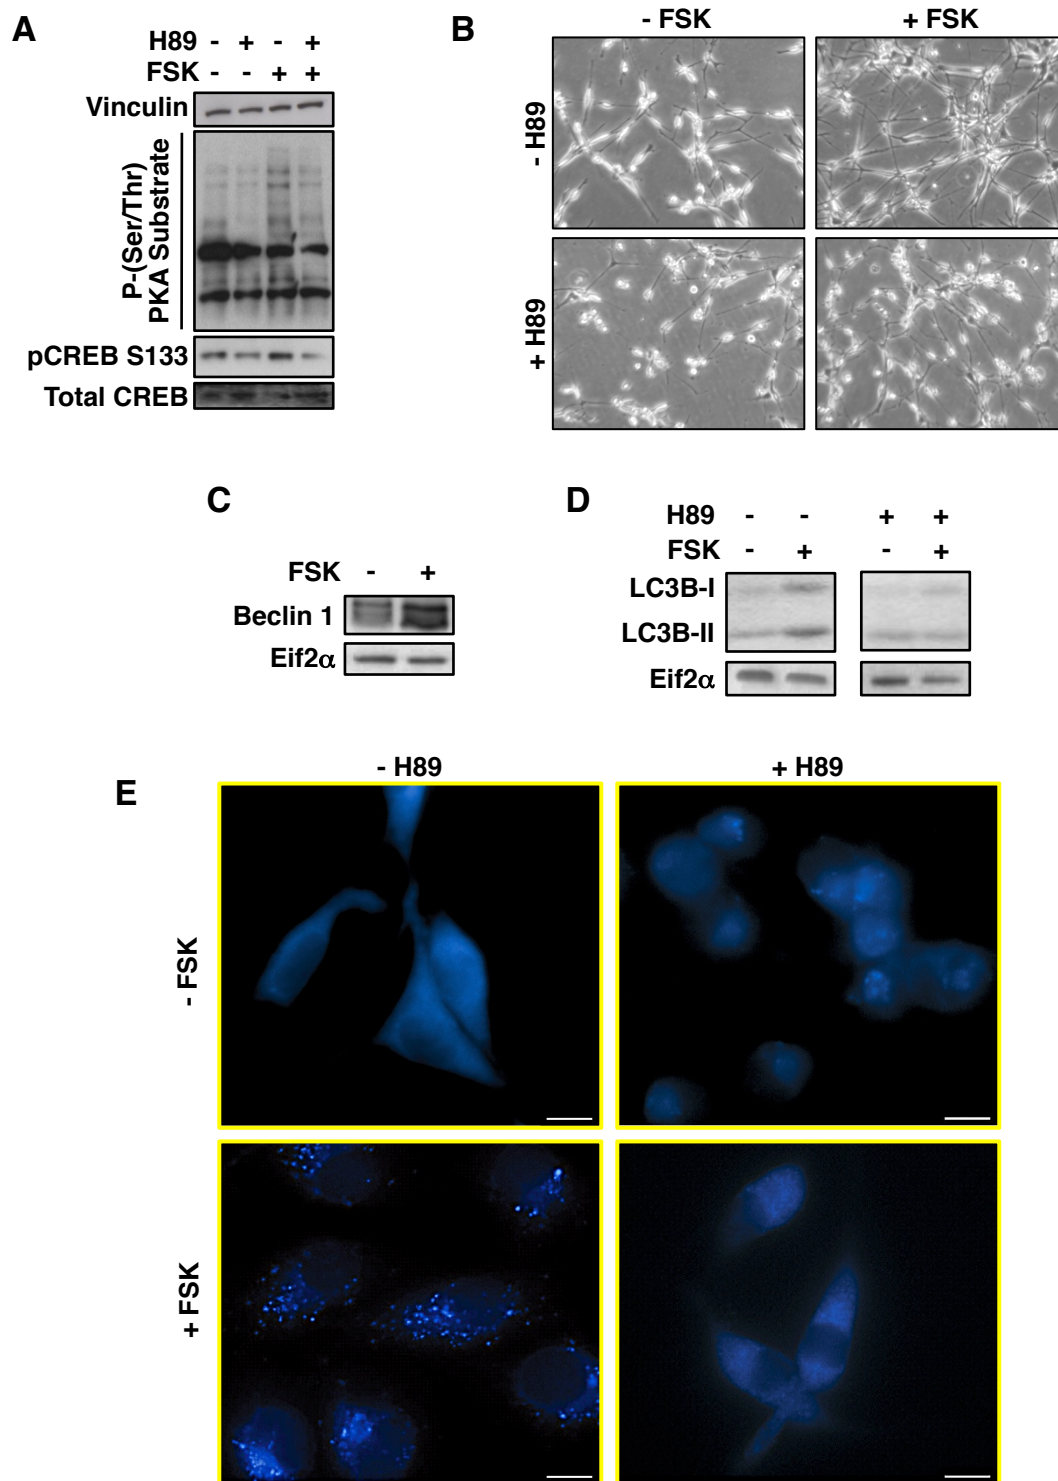 A
H89 - + - +
FSK - - + +
Vinculin
P-(Ser/Thr)
PKA Substrate
pCREB S133
Total CREB
B
- FSK + FSK
- H89
+ H89
C
FSK - +
Beclin 1
Eif2α
D
H89 - - + +
FSK - + - +
LC3B-I
LC3B-II
Eif2α
E
- H89 + H89
- FSK
+ FSK